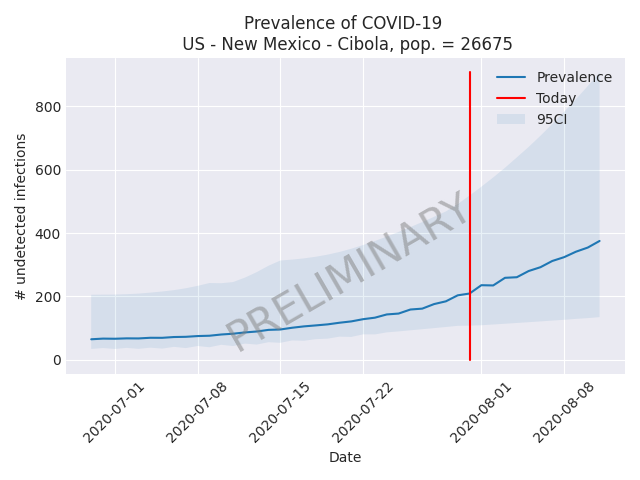 Prevalence of COVID-19
US - New Mexico - Cibola, pop. = 26675
Prevalence
Today
95CI
# undetected infections
800
600
400
200
0
PRELIMINARY
2020-07-01
2020-07-08
2020-07-15
2020-07-22
2020-08-01
2020-08-08
Date